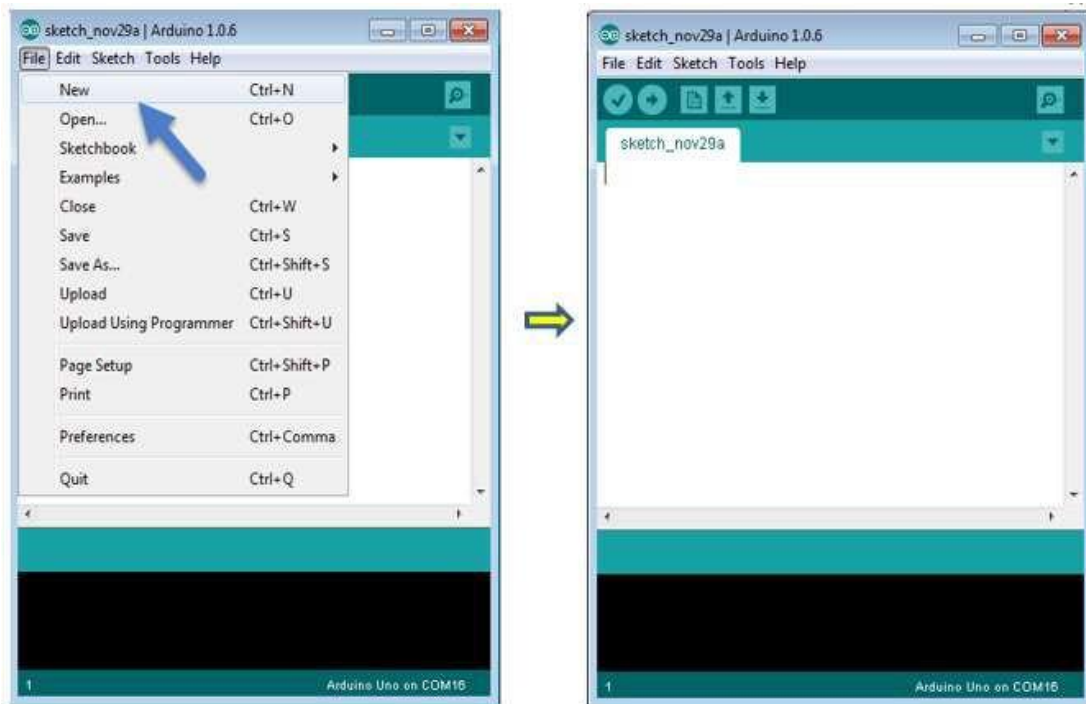 sketch_nov29a | Arduino 1.0.6
File Edit Sketch Tools Help
New Ctrl+N
Open... Ctrl+O
Sketchbook
Examples
Close Ctrl+W
Save Ctrl+S
Save As... Ctrl+Shift+S
Upload Ctrl+U
Upload Using Programmer Ctrl+Shift+U
Page Setup Ctrl+Shift+P
Print Ctrl+P
Preferences Ctrl+Comma
Quit Ctrl+Q
1 Arduino Uno on COM16
sketch_nov29a | Arduino 1.0.6
File Edit Sketch Tools Help
sketch_nov29a
1 Arduino Uno on COM16